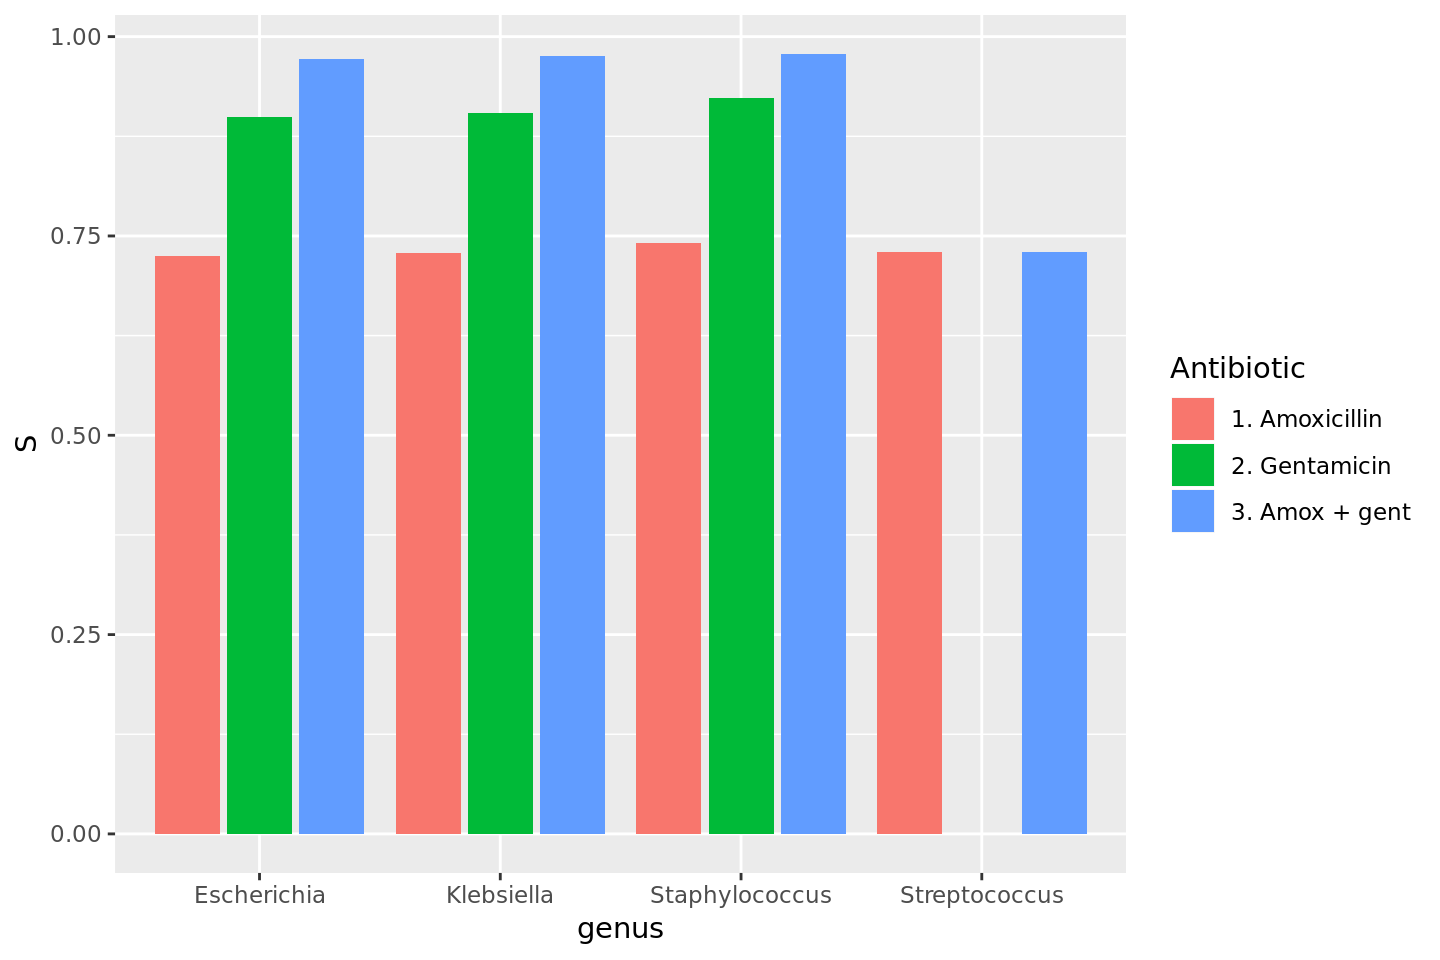 1.00
0.75
0.50
0.25
0.00
S
Escherichia
Klebsiella
Staphylococcus
Streptococcus
genus
Antibiotic
1. Amoxicillin
2. Gentamicin
3. Amox + gent